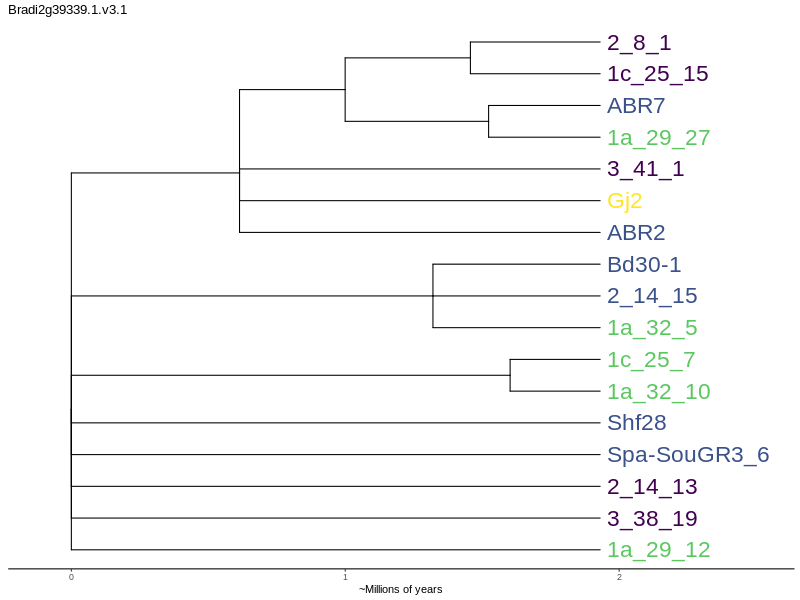 Bradi2g39339.1.v3.1
2_8_1
1c_25_15
ABR7
1a_29_27
3_41_1
Gj2
ABR2
Bd30-1
2_14_15
1a_32_5
1c_25_7
1a_32_10
Shf28
Spa-SouGR3_6
2_14_13
3_38_19
1a_29_12
0 1 2
~Millions of years